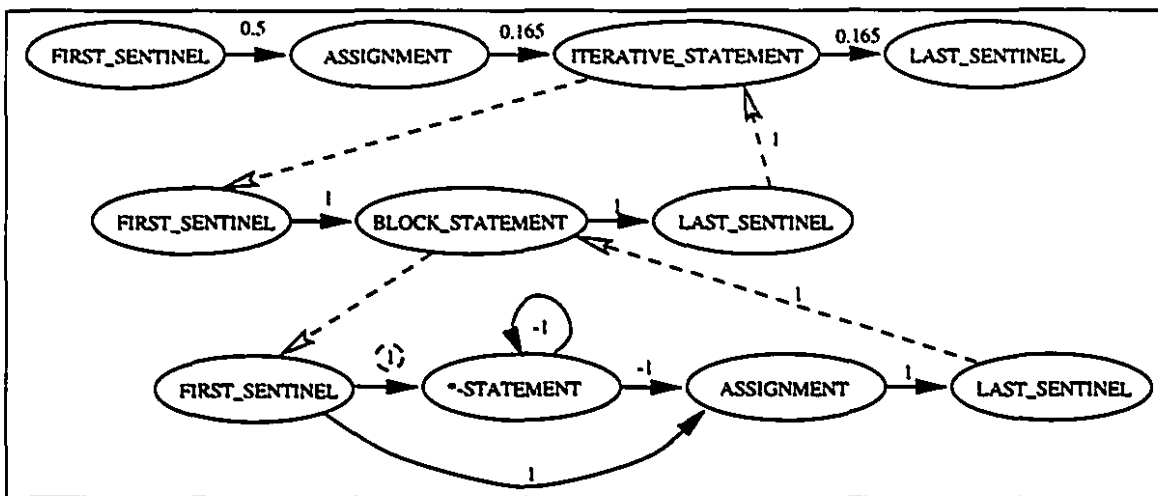 0.5 0.165 0.165
FIRST_SENTINEL ASSIGNMENT ITERATIVE_STATEMENT LAST_SENTINEL
1
1 1
FIRST_SENTINEL BLOCK_STATEMENT LAST_SENTINEL
1
-1
1 -1 1
FIRST_SENTINEL *-STATEMENT ASSIGNMENT LAST_SENTINEL
1